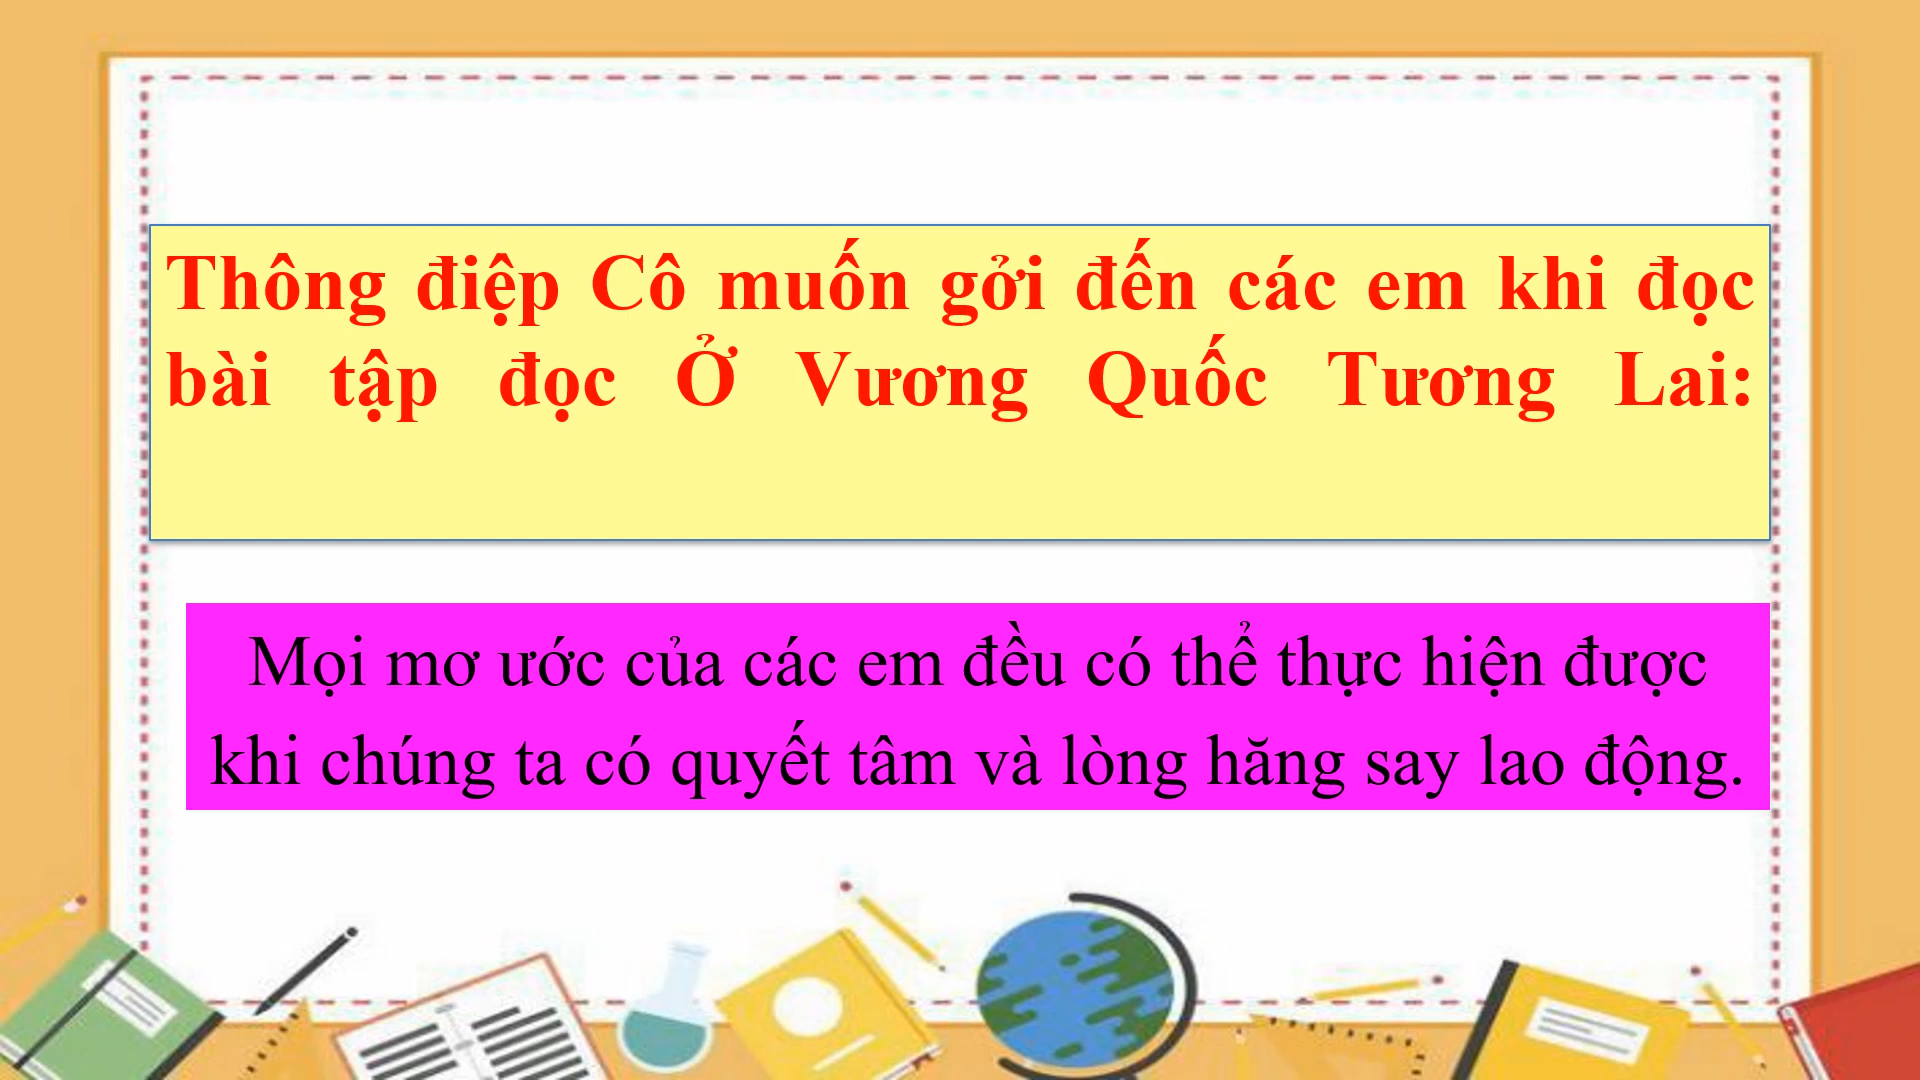 Thông điệp Cô muốn gởi đến các em khi đọc
bài tập đọc Ở Vương Quốc Tương Lai:
Mọi mơ ước của các em đều có thể thực hiện được
khi chúng ta có quyết tâm và lòng hăng say lao động.